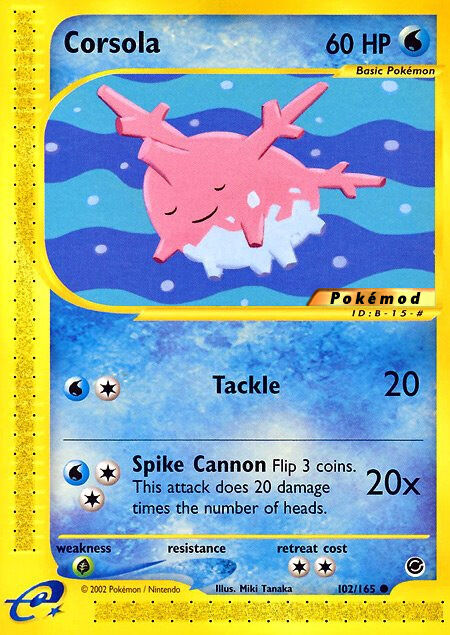 Corsola 60 HP
Basic Pokémon
Pokémod
ID:B-15-#
Tackle 20
Spike Cannon Flip 3 coins.
This attack does 20 damage 20x
times the number of heads.
weakness resistance retreat cost
© 2002 Pokémon / Nintendo Illus. Miki Tanaka 102/165
e